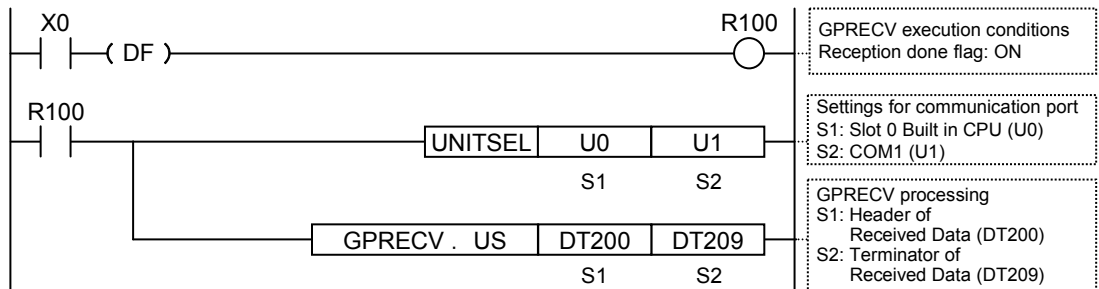 X0
( DF )
R100
GPRECV execution conditions
Reception done flag: ON
R100
UNITSEL U0 U1
S1 S2
Settings for communication port
S1: Slot 0 Built in CPU (U0)
S2: COM1 (U1)
GPRECV . US DT200 DT209
S1 S2
GPRECV processing
S1: Header of
Received Data (DT200)
S2: Terminator of
Received Data (DT209)